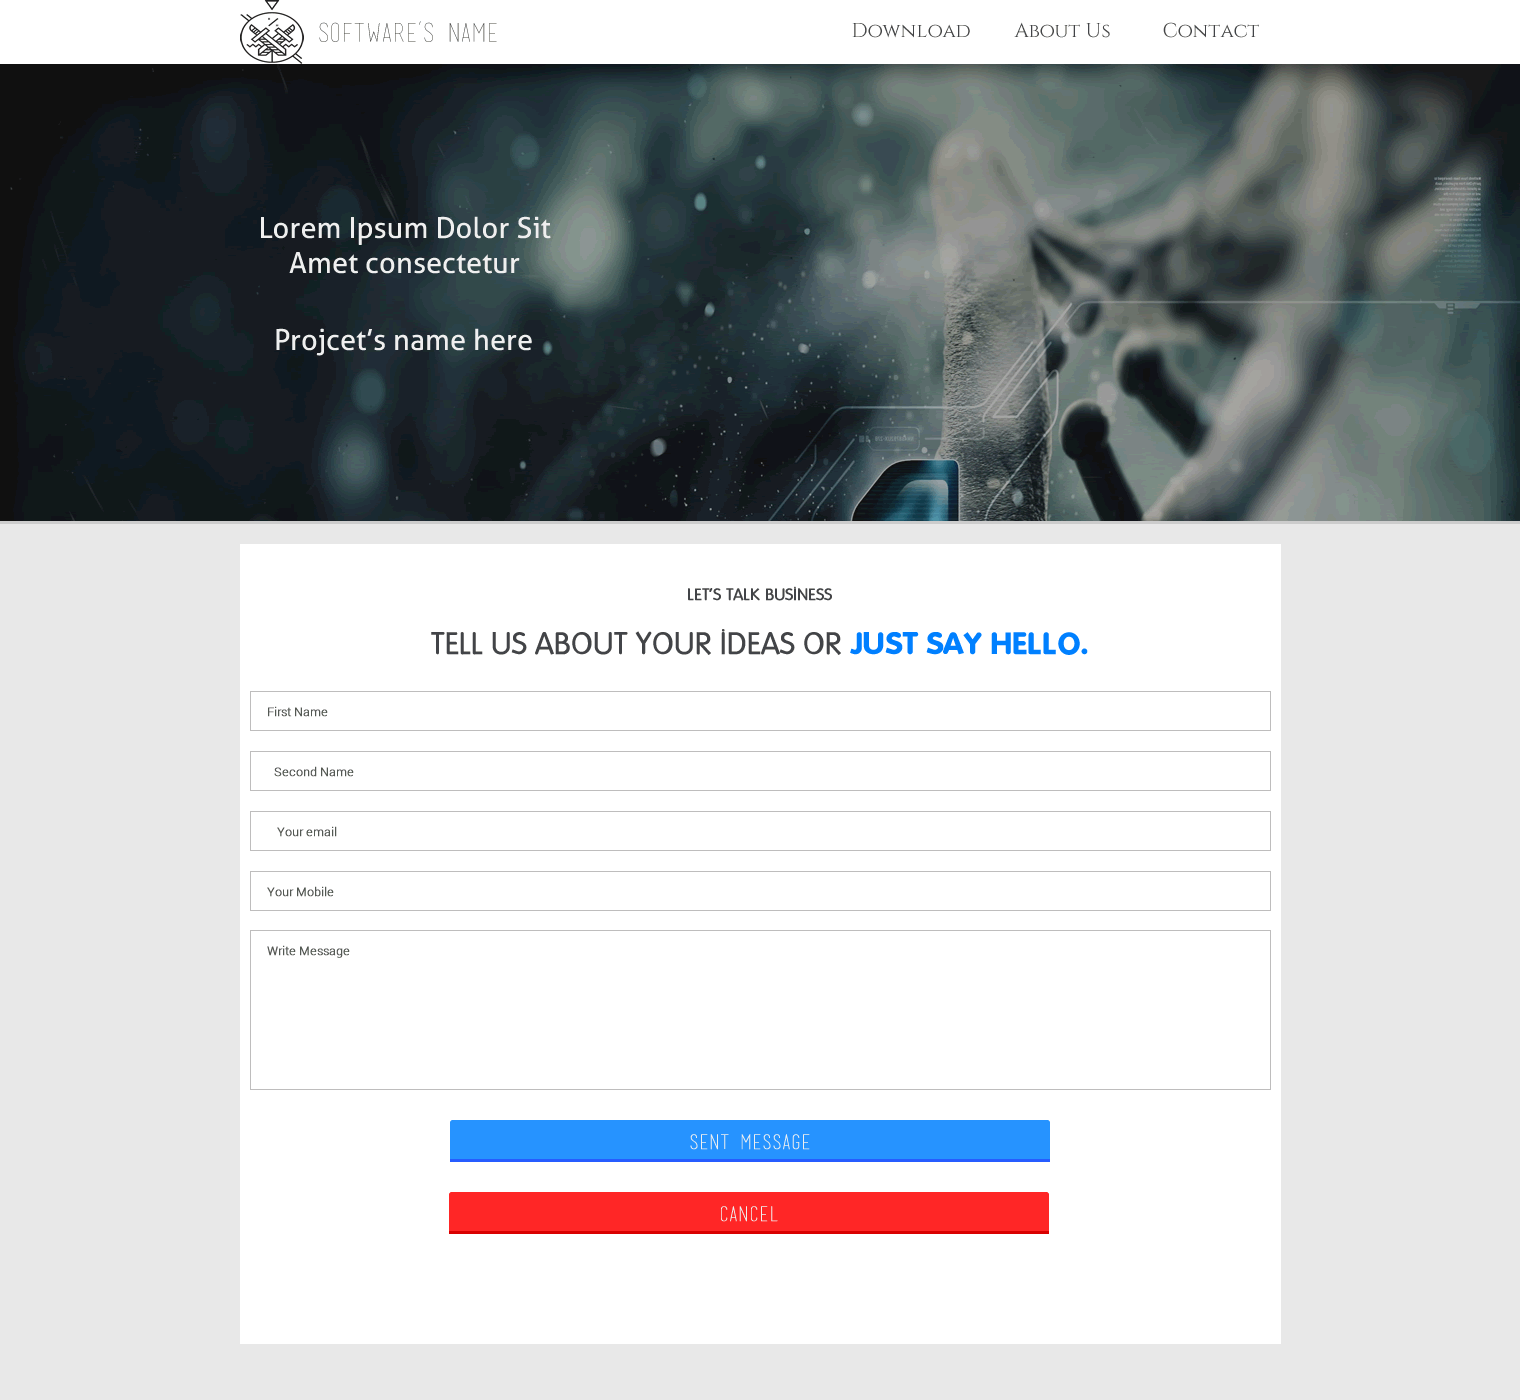 SOFTWARE'S NAME
Download About Us Contact
Lorem Ipsum Dolor Sit
Amet consectetur
Projcet’s name here
LET’S TALK BUSİNESS
TELL US ABOUT YOUR İDEAS OR JUST SAY HELLO.
First Name
Second Name
Your email
Your Mobile
Write Message
SENT MESSAGE
CANCEL